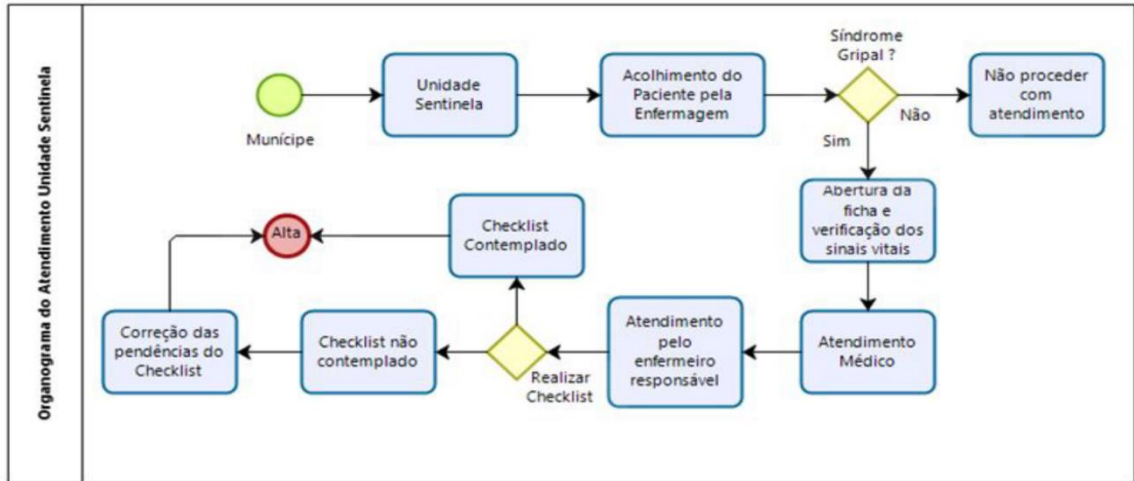 Organograma do Atendimento Unidade Sentinela
Munícipe
Unidade
Sentinela
Acolhimento do
Paciente pela
Enfermagem
Síndrome
Gripal ?
Não
Não proceder
com
atendimento
Sim
Abertura da
ficha e
verificação dos
sinais vitais
Atendimento
Médico
Atendimento
pelo
enfermeiro
responsável
Realizar
Checklist
Checklist
Contemplado
Checklist não
contemplado
Correção das
pendências do
Checklist
Alta